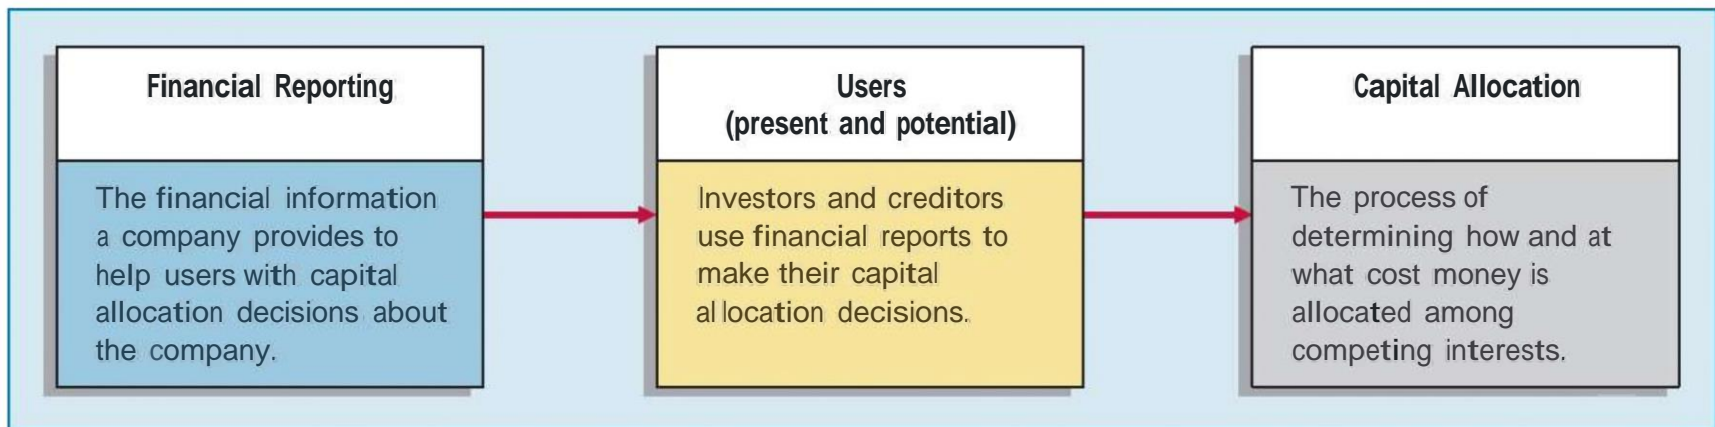 Financial Reporting
The financial information
a company provides to
help users with capital
allocation decisions about
the company.
Users
(present and potential)
Investors and creditors
use financial reports to
make their capital
allocation decisions.
Capital Allocation
The process of
determining how and at
what cost money is
allocated among
competing interests.